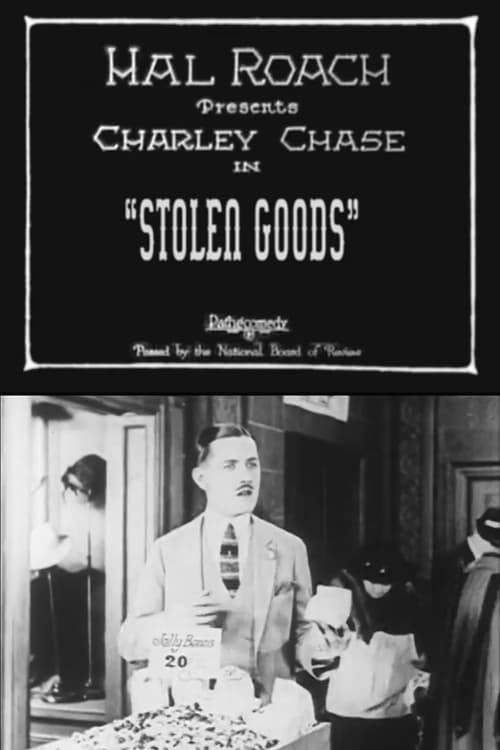 HAL ROACH
Presents
CHARLEY CHASE
IN
"STOLEN GOODS"
Pathécomedy
Passed by the National Board of Review
Jelly Beans
20